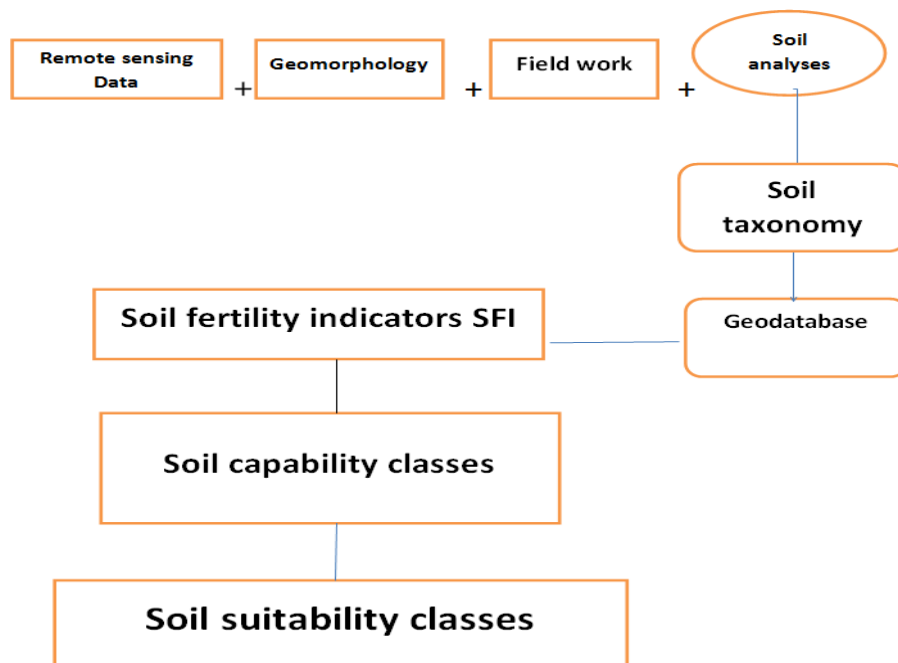 Remote sensing
Data
+
Geomorphology
+
Field work
+
Soil
analyses
Soil
taxonomy
Geodatabase
Soil fertility indicators SFI
Soil capability classes
Soil suitability classes